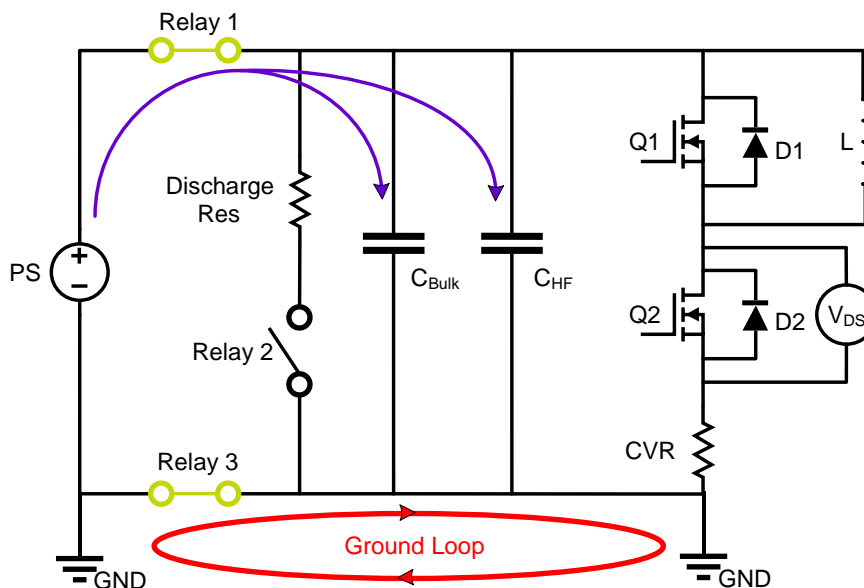 Relay 1
Q1
D1
L
Discharge
Res
PS
+
−
C_Bulk
C_HF
Q2
D2
V_DS
Relay 2
CVR
Relay 3
Ground Loop
GND
GND